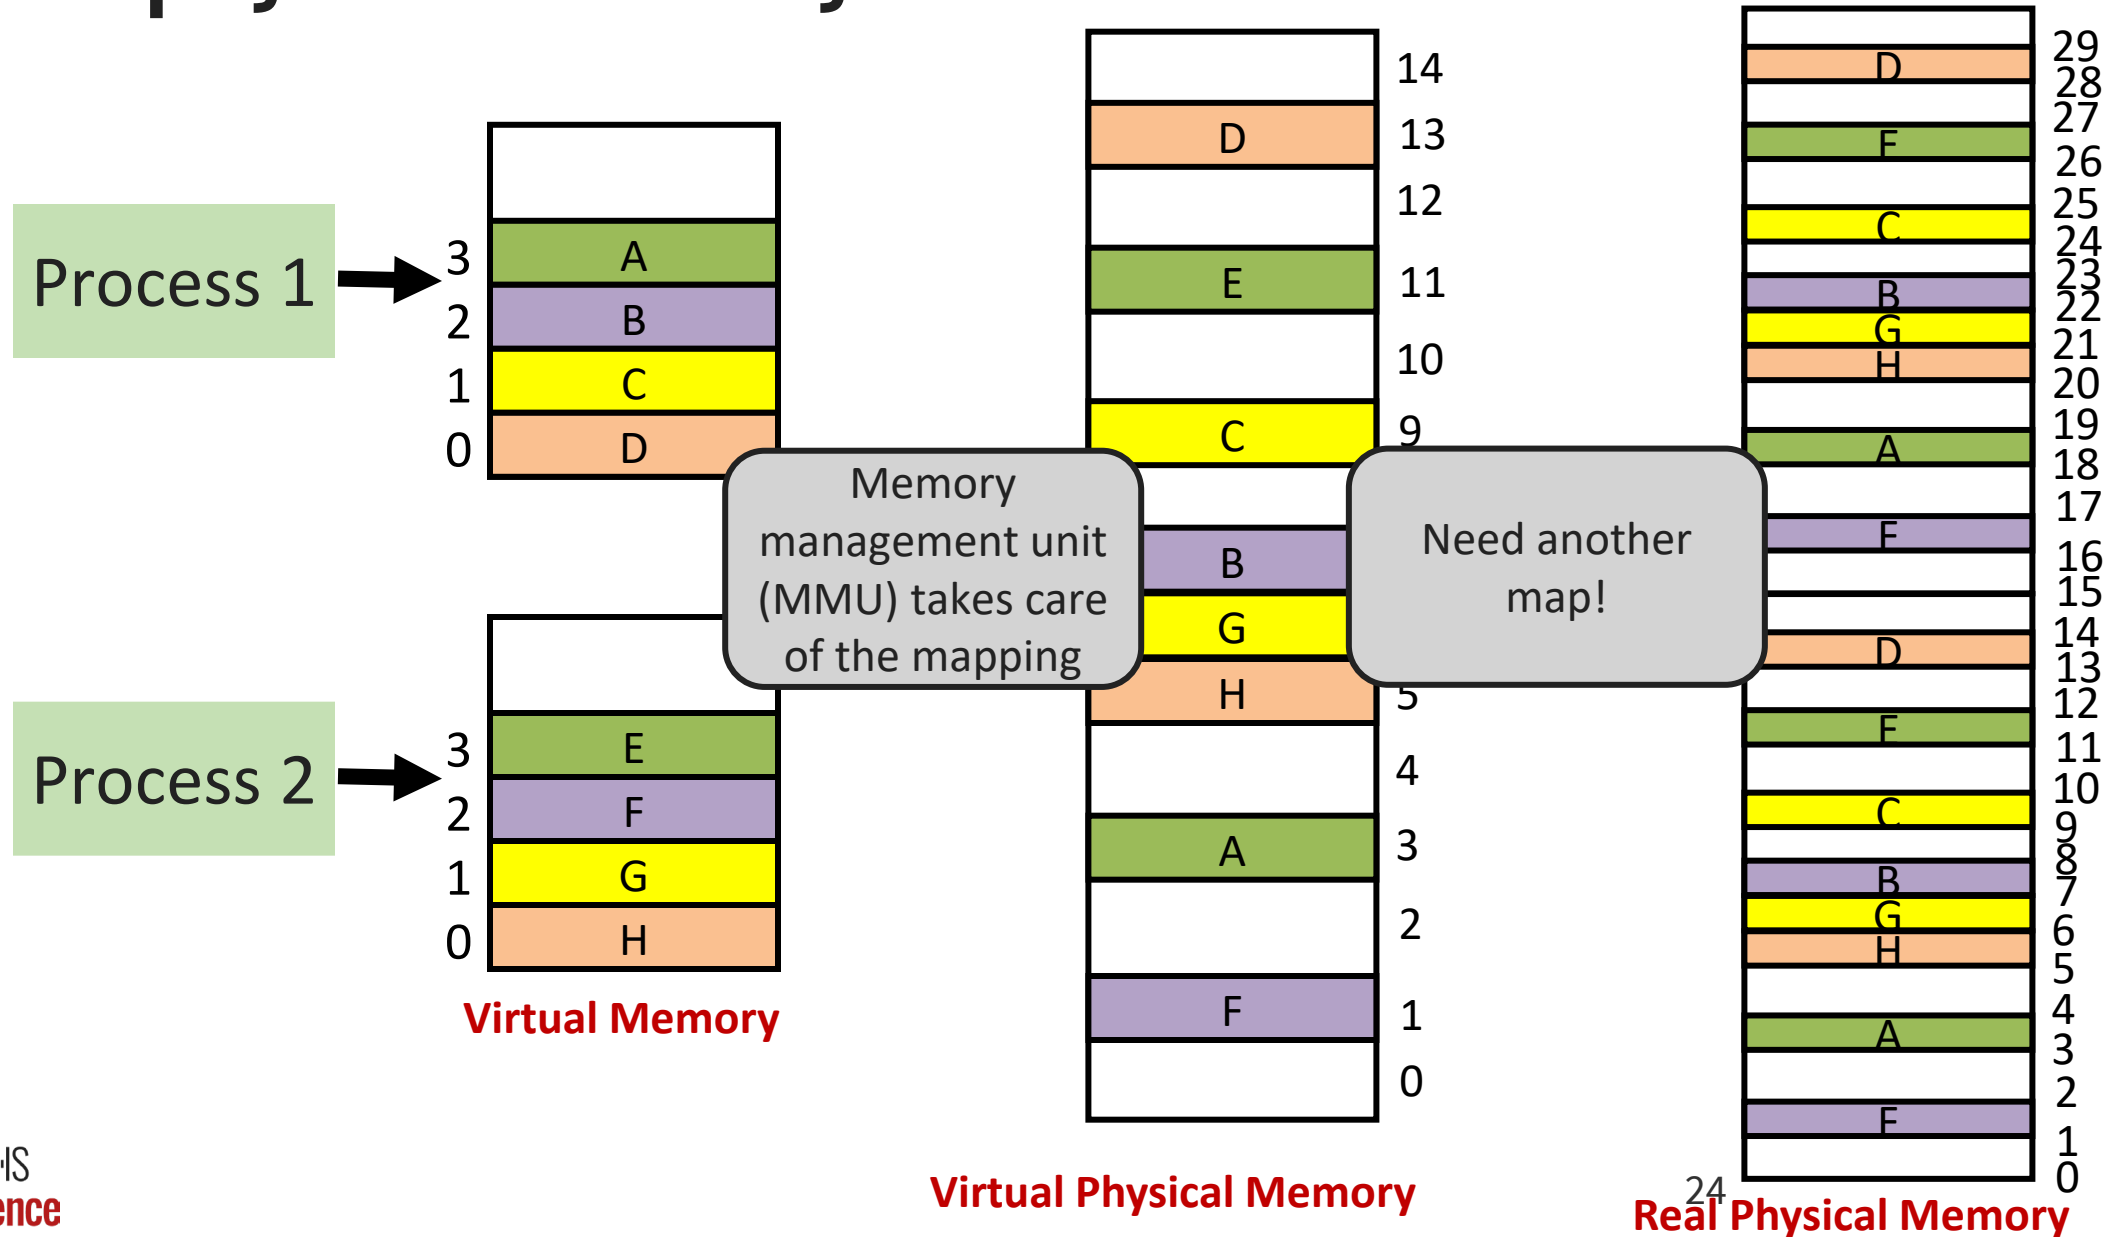 Process 1
3
2
1
0
A
B
C
D
Process 2
3
2
1
0
E
F
G
H
Virtual Memory
Memory
management unit
(MMU) takes care
of the mapping
D
E
C
B
G
H
A
F
14
13
12
11
10
9
5
4
3
2
1
0
Virtual Physical Memory
Need another
map!
D
C
B
G
H
A
D
C
B
G
H
A
29
28
27
26
25
24
23
22
21
20
19
18
17
16
15
14
13
12
11
10
9
8
7
6
5
4
3
2
1
0
24
Real Physical Memory